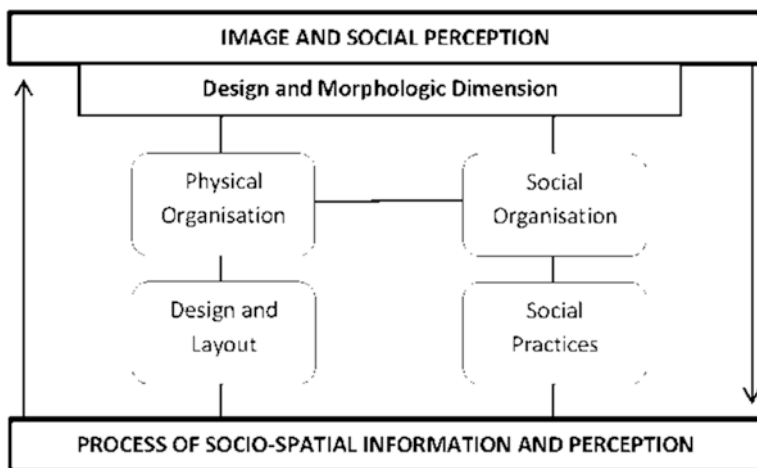 IMAGE AND SOCIAL PERCEPTION
Design and Morphologic Dimension
Physical
Organisation
Social
Organisation
Design and
Layout
Social
Practices
PROCESS OF SOCIO-SPATIAL INFORMATION AND PERCEPTION